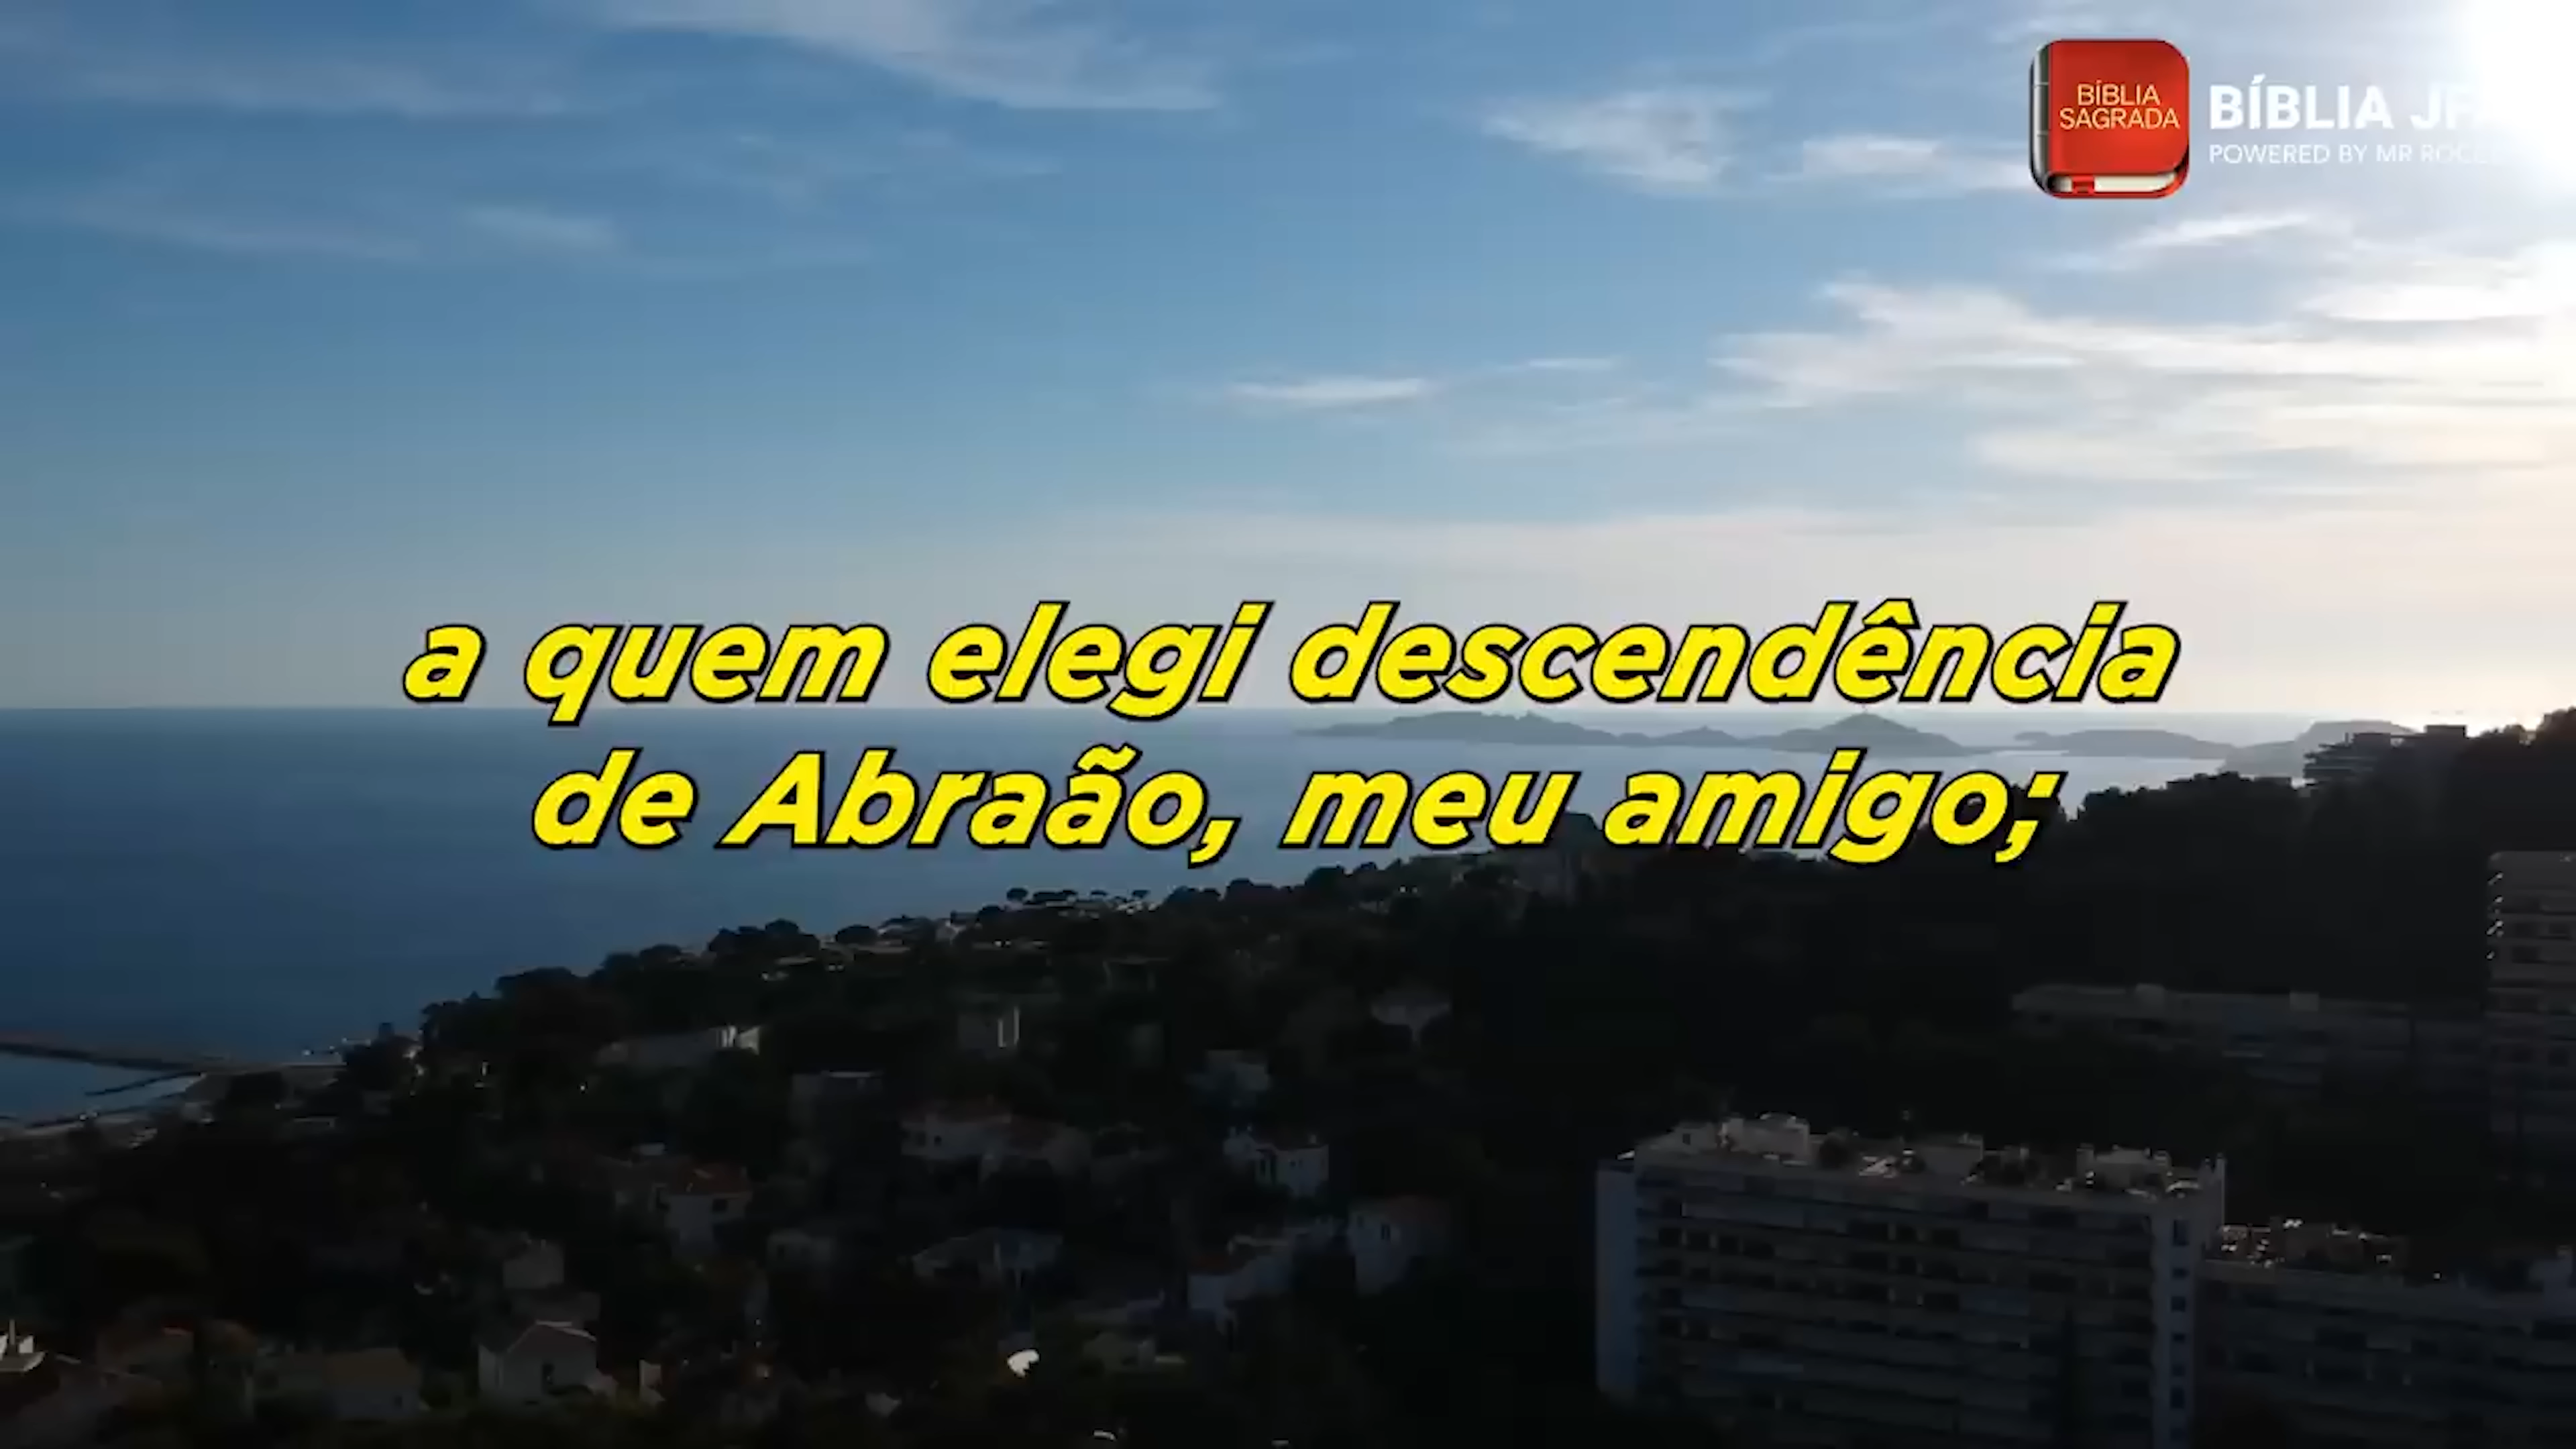 BÍBLIA
SAGRADA
BÍBLIA
POWERED BY MR
a quem elegi descendência
de Abraão, meu amigo;